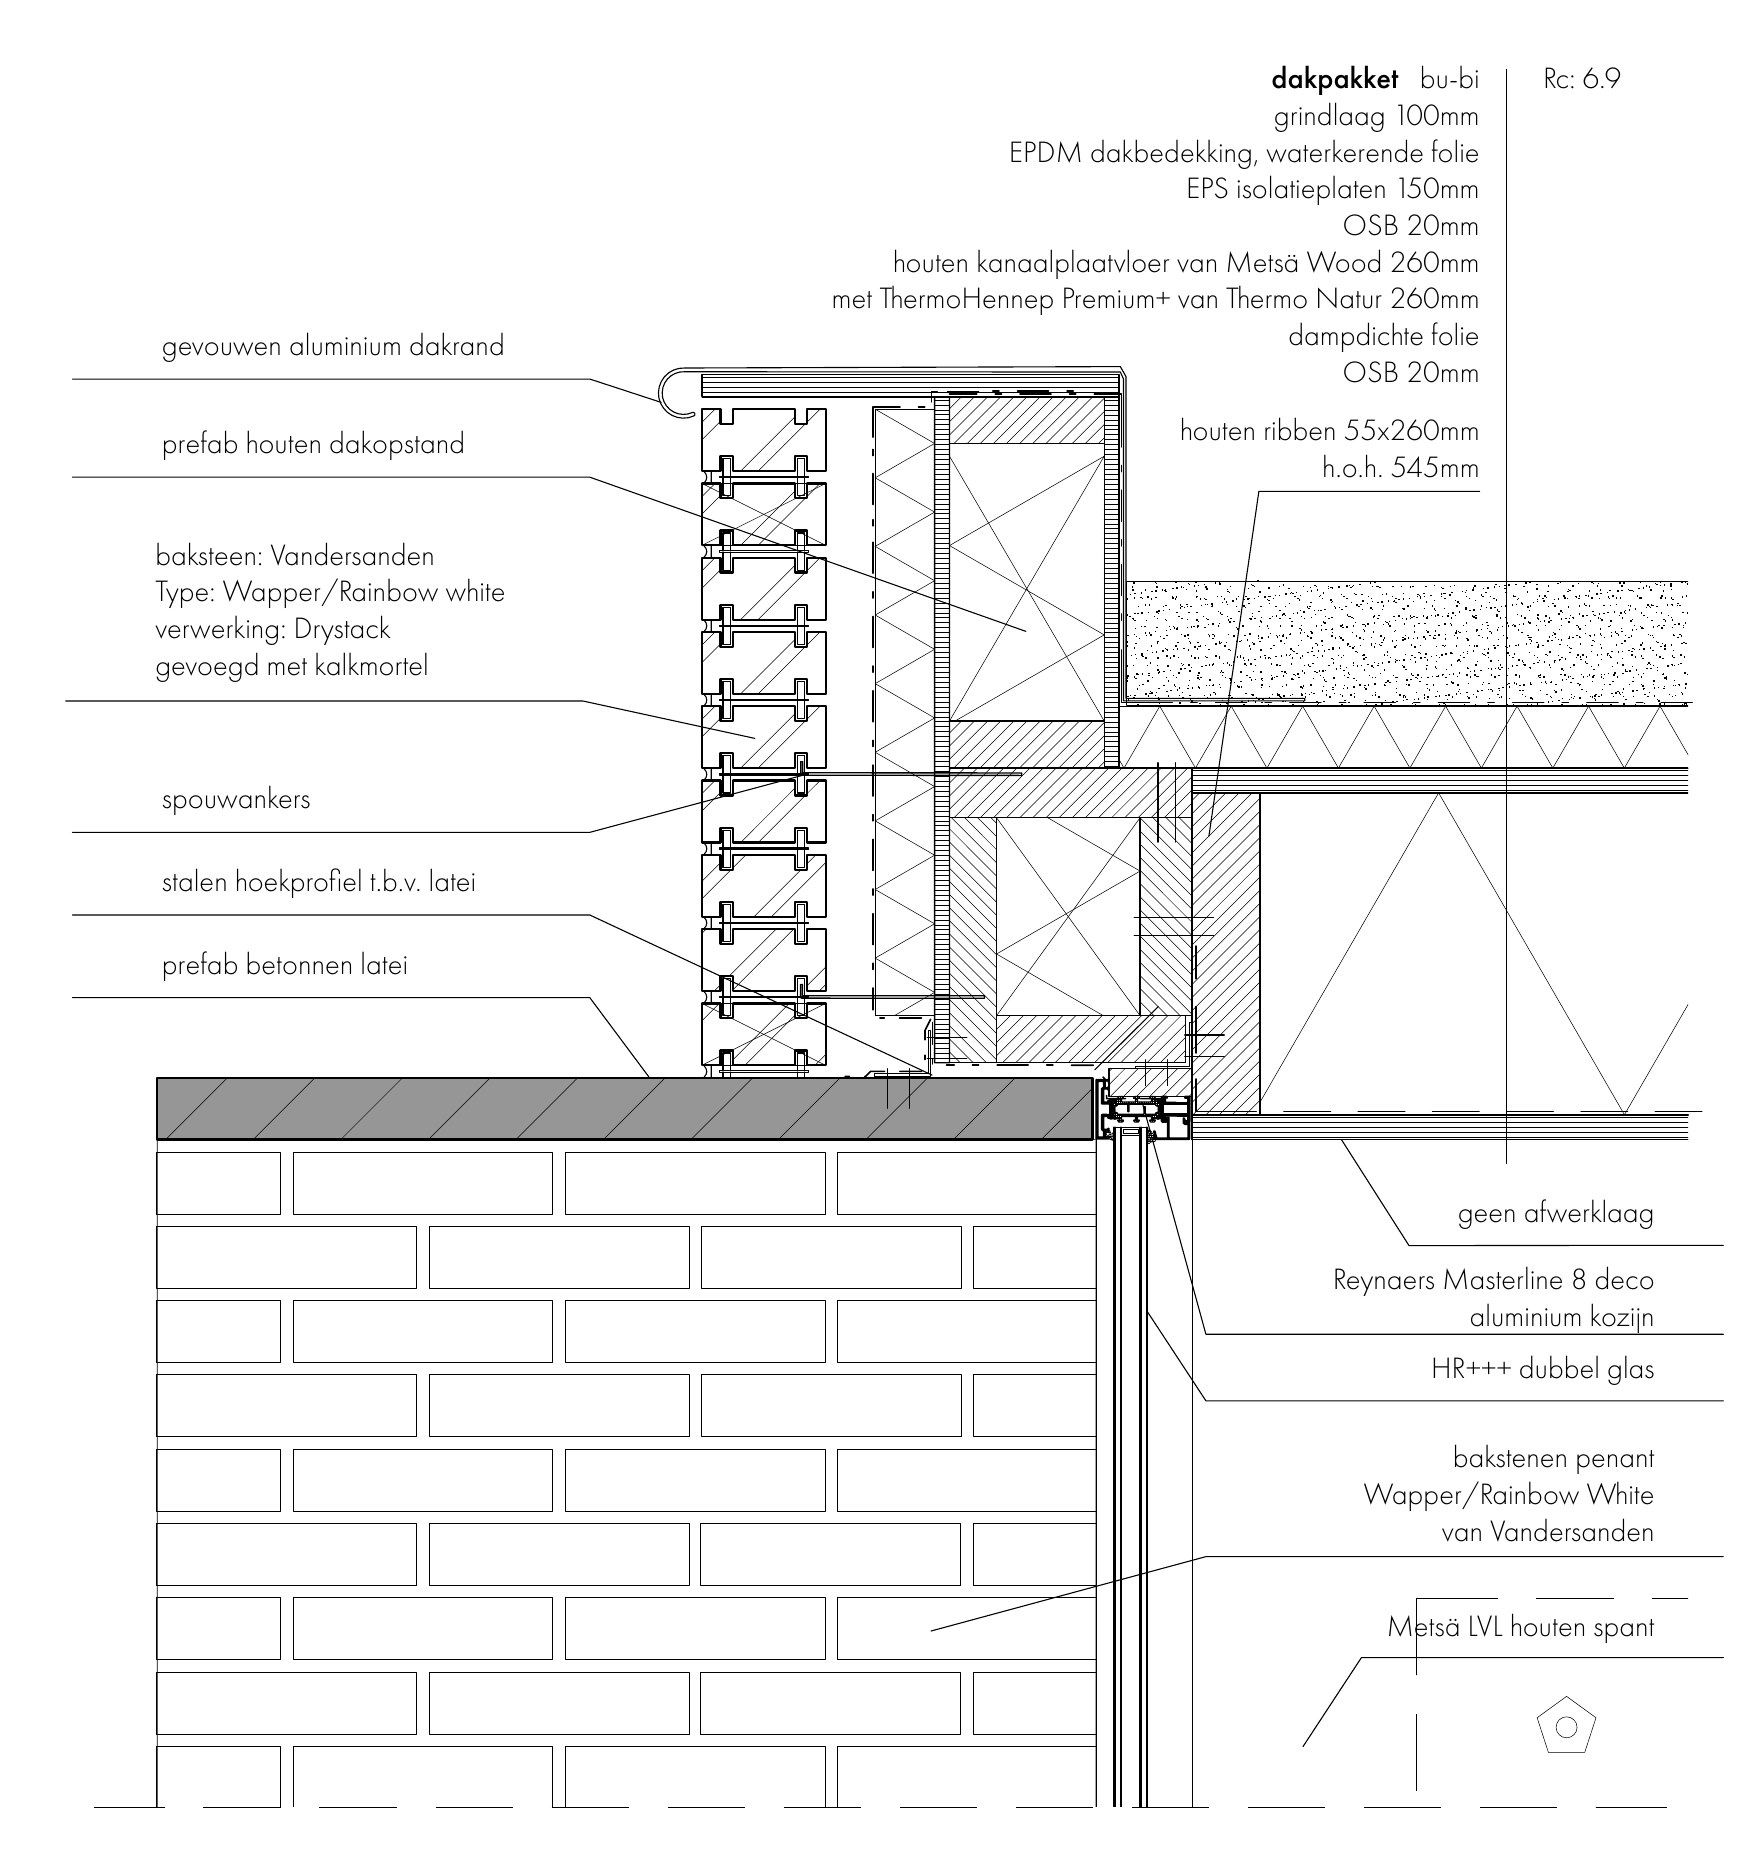 dakpakket bu-bi
Rc: 6.9
grindlaag 100mm
EPDM dakbedekking, waterkerende folie
EPS isolatieplaten 150mm
OSB 20mm
houten kanaalplaatvloer van Metsä Wood 260mm
met ThermoHennep Premium+ van Thermo Natur 260mm
dampdichte folie
OSB 20mm
houten ribben 55x260mm
h.o.h. 545mm
gevouwen aluminium dakrand
prefab houten dakopstand
baksteen: Vandersanden
Type: Wapper/Rainbow white
verwerking: Drystack
gevoegd met kalkmortel
spouwankers
stalen hoekprofiel t.b.v. latei
prefab betonnen latei
geen afwerklaag
Reynaers Masterline 8 deco
aluminium kozijn
HR+++ dubbel glas
bakstenen penant
Wapper/Rainbow White
van Vandersanden
Metsä LVL houten spant